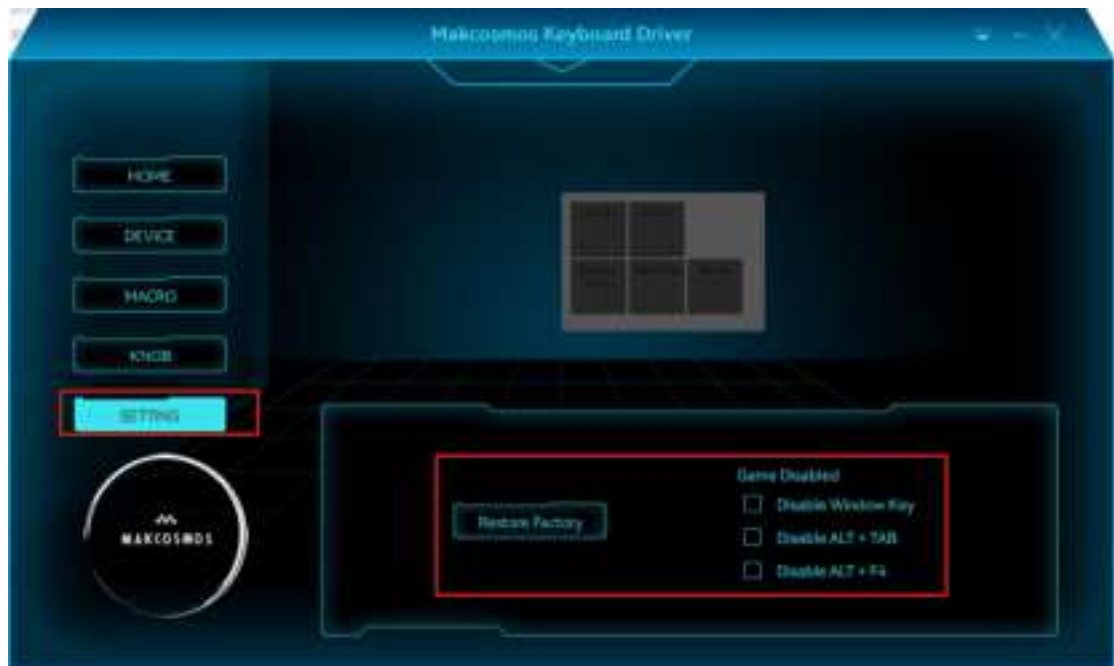 Makcosmos Keyboard Driver
HOME
DEVICE
MACRO
KNOB
SETTING
MAKCOSMOS
Restore Factory
Game Disabled
Disable Window Key
Disable ALT + TAB
Disable ALT + F4